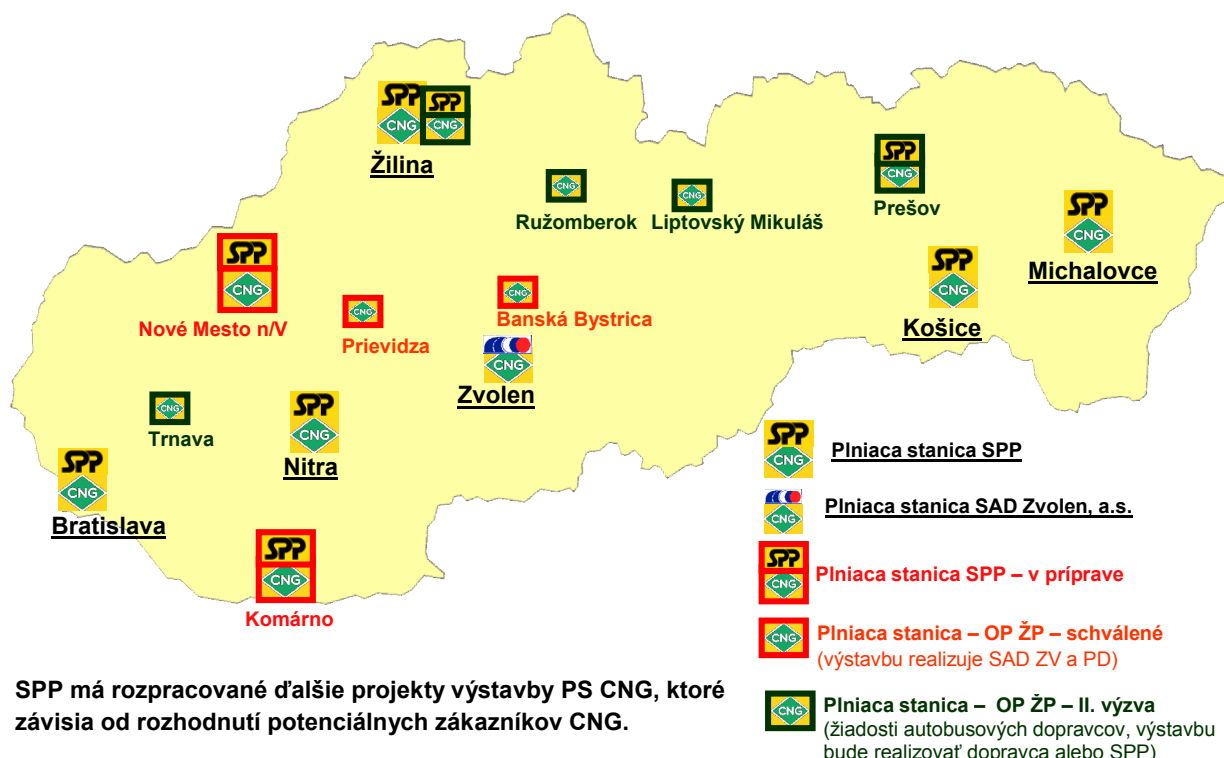 SPP
CNG
SPP
CNG
Žilina
CNG
Ružomberok
CNG
Liptovský Mikuláš
SPP
CNG
Prešov
SPP
CNG
Michalovce
SPP
CNG
Košice
SPP
CNG
Nové Mesto n/V
CNG
Prievidza
CNG
Banská Bystrica
CNG
Zvolen
CNG
Trnava
SPP
CNG
Nitra
SPP
CNG
Bratislava
SPP
CNG
Komárno
SPP
CNG
Plniaca stanica SPP
CNG
Plniaca stanica SAD Zvolen, a.s.
SPP
CNG
Plniaca stanica SPP – v príprave
CNG
Plniaca stanica – OP ŽP – schválené
(výstavbu realizuje SAD ZV a PD)
CNG
Plniaca stanica – OP ŽP – II. výzva
(žiadosti autobusových dopravcov, výstavbu
bude realizovať dopravca alebo SPP)
SPP má rozpracované ďalšie projekty výstavby PS CNG, ktoré
závisia od rozhodnutí potenciálnych zákazníkov CNG.